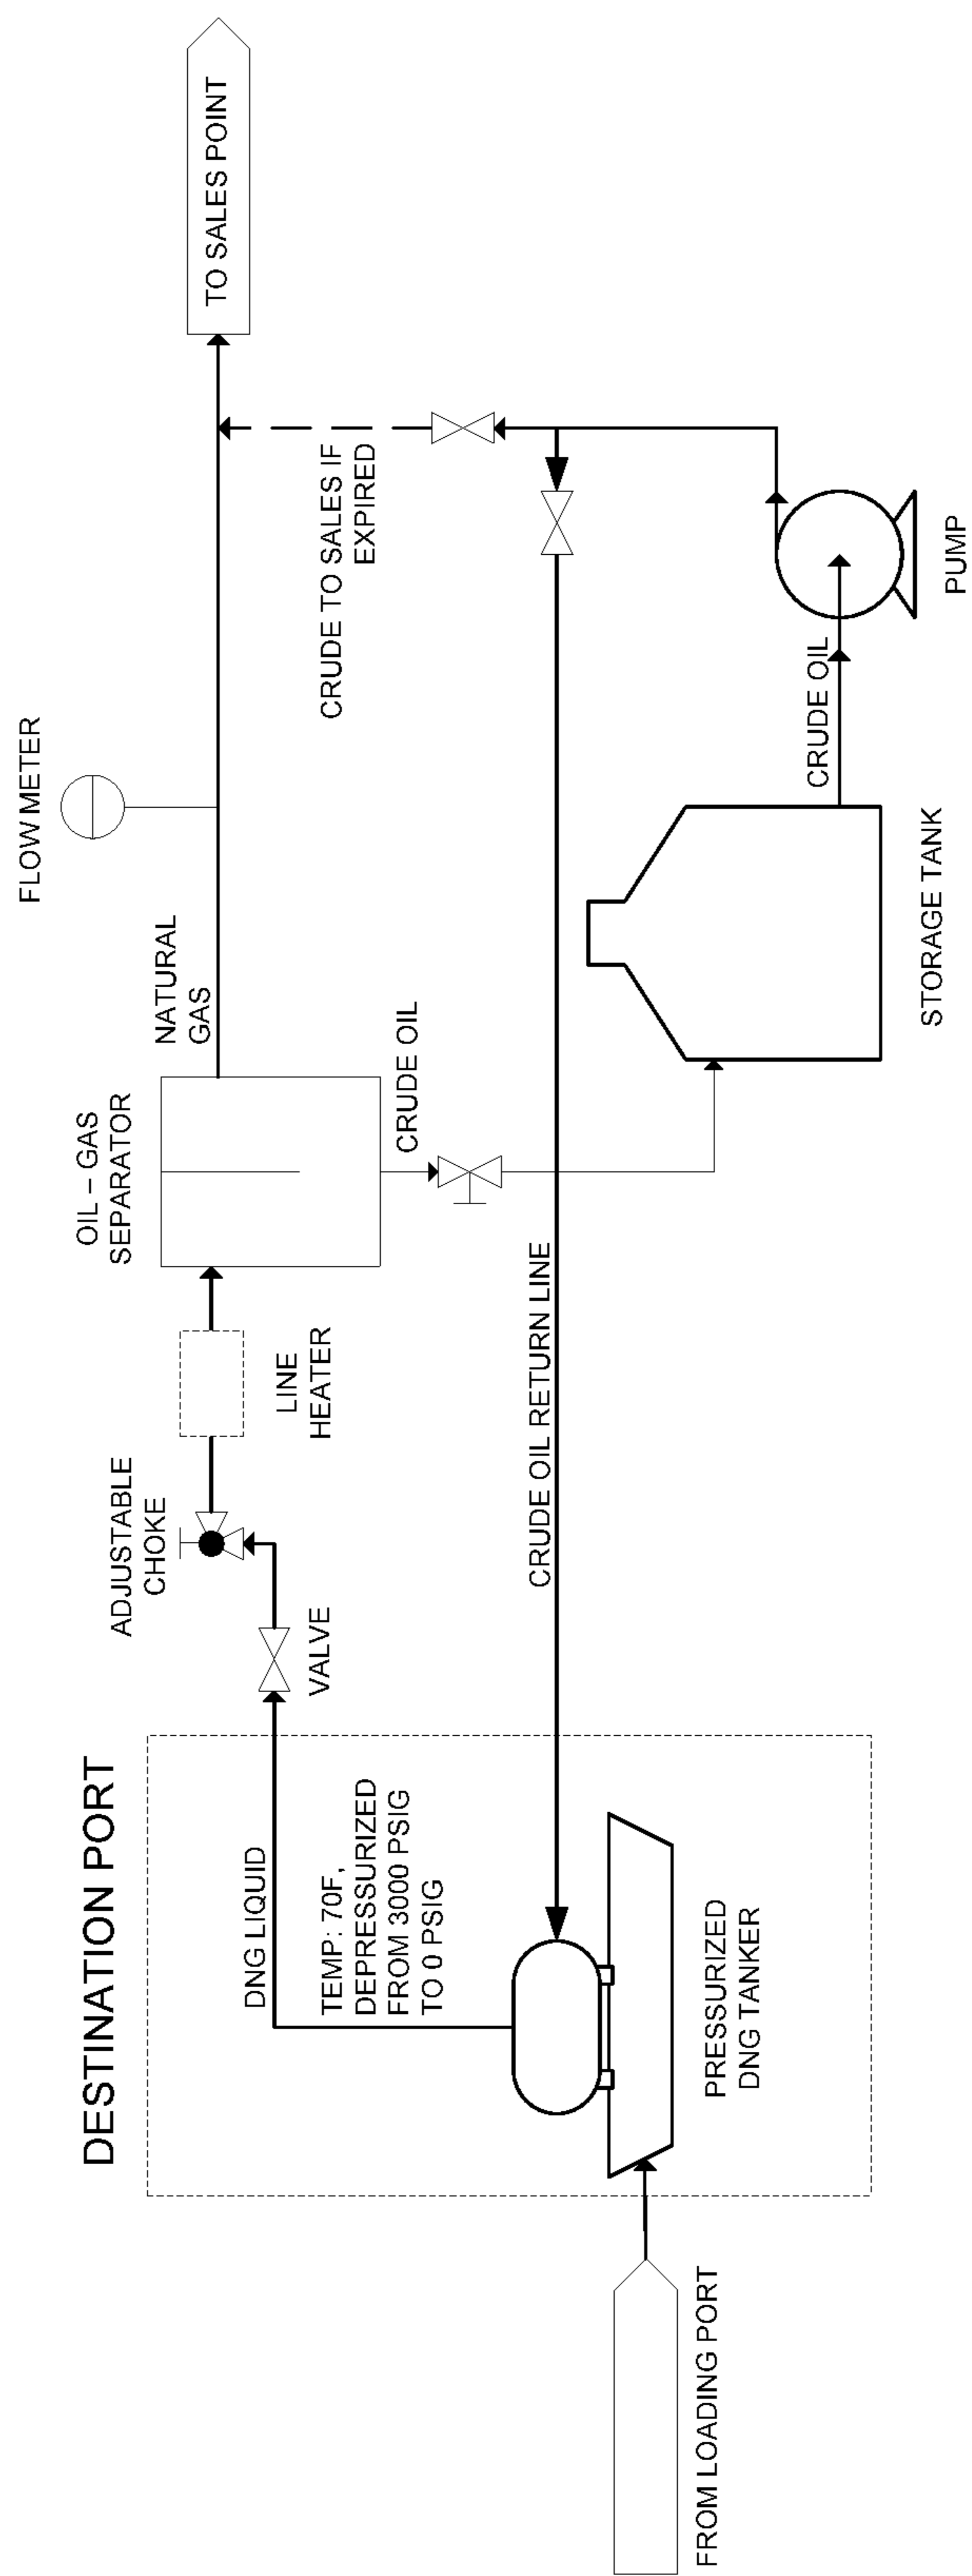 DESTINATION PORT
DNG LIQUID
TEMP: 70F,
DEPRESSURIZED
FROM 3000 PSIG
TO 0 PSIG
PRESSURIZED
DNG TANKER
FROM LOADING PORT
VALVE
ADJUSTABLE
CHOKE
LINE
HEATER
OIL – GAS
SEPARATOR
CRUDE OIL
CRUDE OIL RETURN LINE
NATURAL
GAS
FLOW METER
STORAGE TANK
CRUDE OIL
PUMP
CRUDE TO SALES IF
EXPIRED
TO SALES POINT